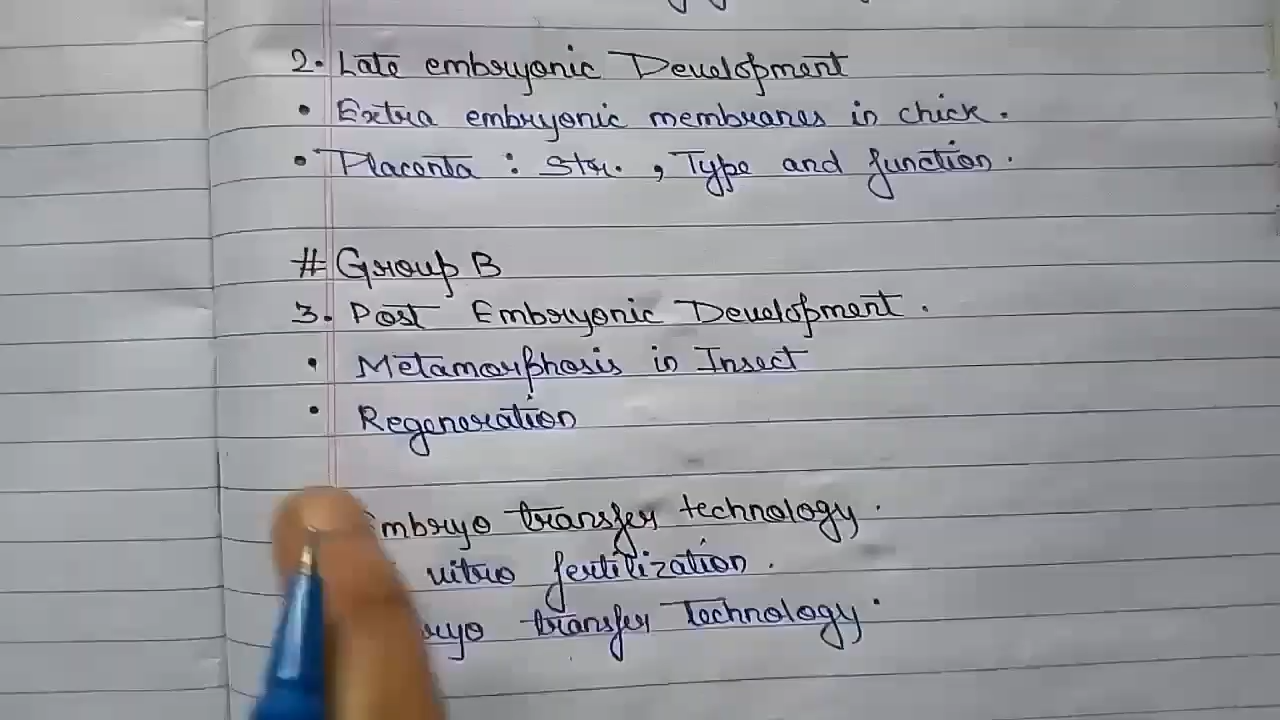 2. Late embryonic Development
• Extra embryonic membranes in chick.
• Placenta : Str. , Type and function.
# Group B
3. Post Embryonic Development.
• Metamorphosis in Insect
• Regeneration
Embryo transfer technology.
vitro fertilization.
transfer Technology.